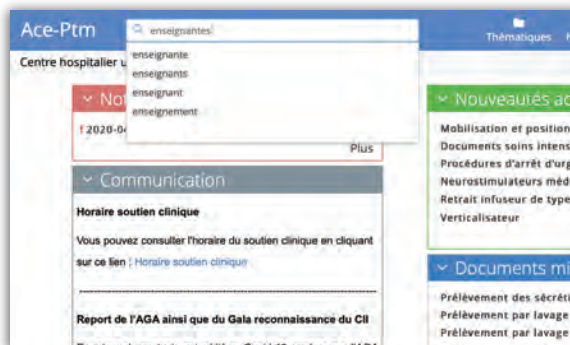 Ace-Ptm
enseignantes
Thématiques
Centre hospitalier u
enseignante
enseignants
enseignant
enseignement
No
! 2020-04
Plus
Communication
Horaire soutien clinique
Vous pouvez consulter l'horaire du soutien clinique en cliquant
sur ce lien : Horaire soutien clinique
Report de l'AGA ainsi que du Gala reconnaissance du CII
Nouveautés ac
Mobilisation et position
Documents soins intens
Procédures d'arrêt d'urg
Neurostimulateurs méd
Retrait infuseur de type
Verticalisateur
Documents mi
Prélèvement des sécréti
Prélèvement par lavage
Prélèvement par lavage